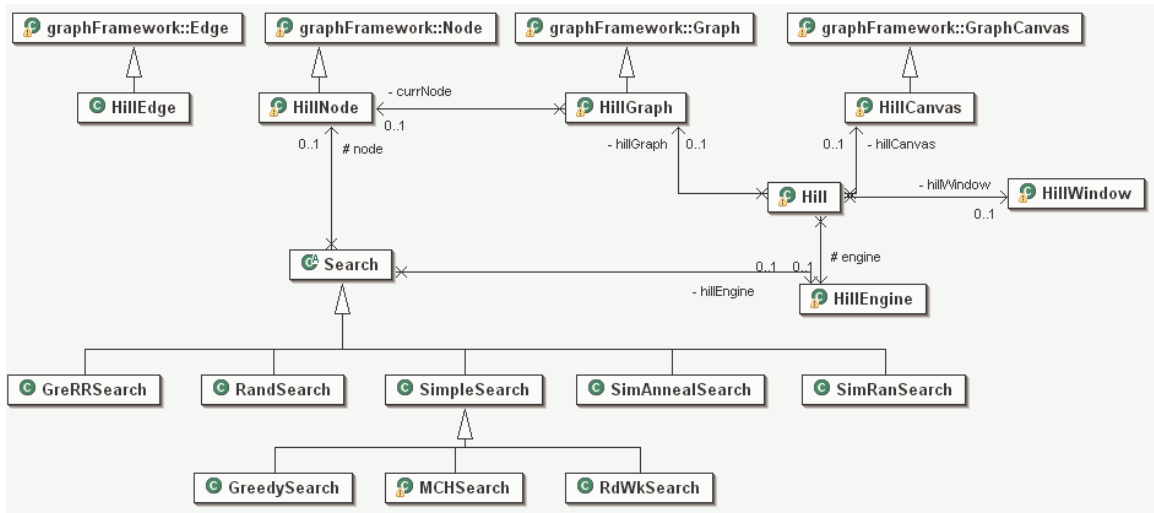 graphFramework::Edge
graphFramework::Node
graphFramework::Graph
graphFramework::GraphCanvas
HillEdge
HillNode
- currNode
0..1
HillGraph
HillCanvas
0..1
# node
- hillGraph
0..1
0..1
- hillCanvas
Hill
- hillWindow
0..1
HillWindow
Search
- hillEngine
0..1
0..1
# engine
HillEngine
GreRRSearch
RandSearch
SimpleSearch
SimAnnealSearch
SimRanSearch
GreedySearch
MCHSearch
RdWkSearch